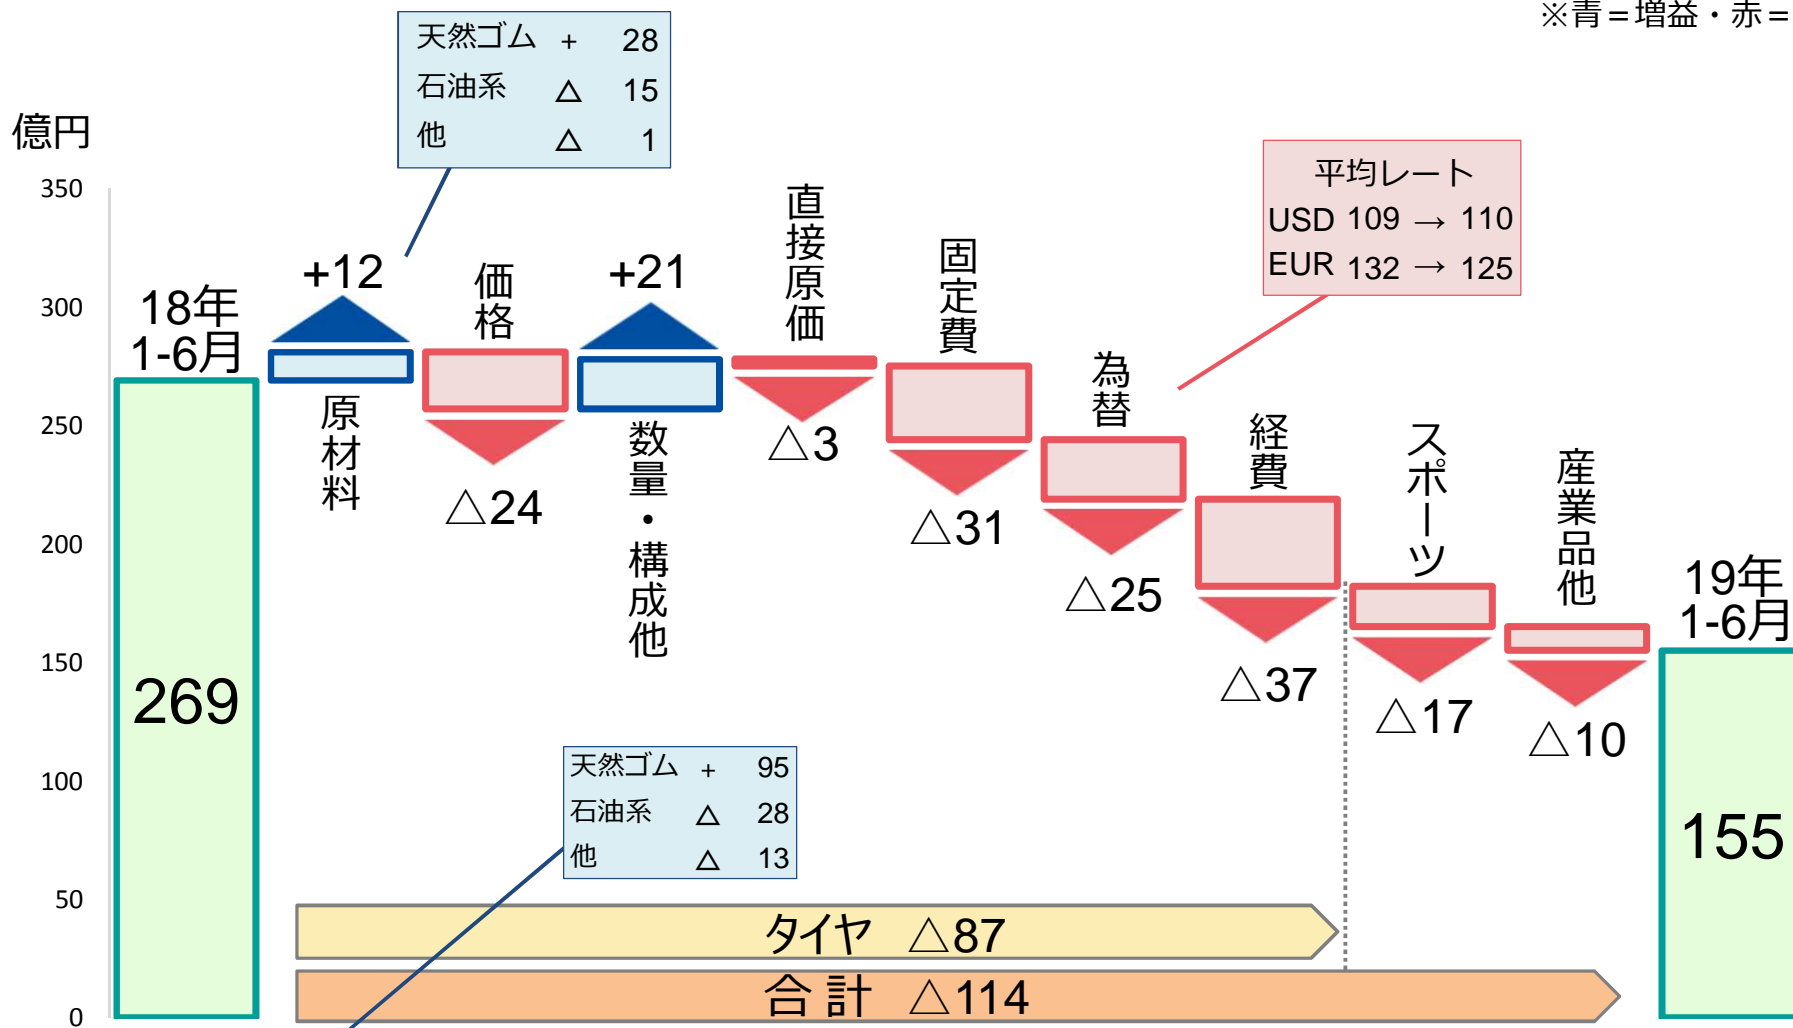 ※青＝増益・赤＝
天然ゴム + 28
石油系 △ 15
他 △ 1
億円
平均レート
USD 109 → 110
EUR 132 → 125
350
300
250
200
150
100
50
0
18年
1-6月
269
+12
原材料
価格
△24
+21
数量・構成他
直接原価
△3
固定費
△31
為替
△25
経費
△37
スポーツ
△17
産業品他
△10
19年
1-6月
155
天然ゴム + 95
石油系 △ 28
他 △ 13
タイヤ △87
合計 △114